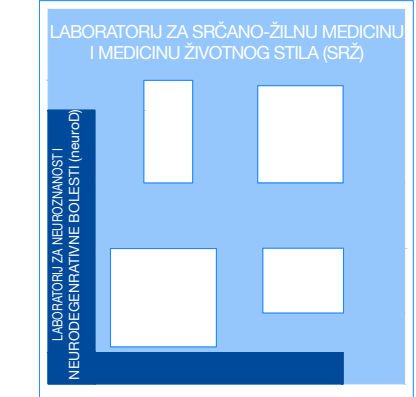 LABORATORIJ ZA SRČANO-ŽILNU MEDICINU
I MEDICINU ŽIVOTNOG STILA (SRŽ)
LABORATORIJ ZA NEUROZNANOST I
NEURODEGENRATIVNE BOLESTI (neuroD)